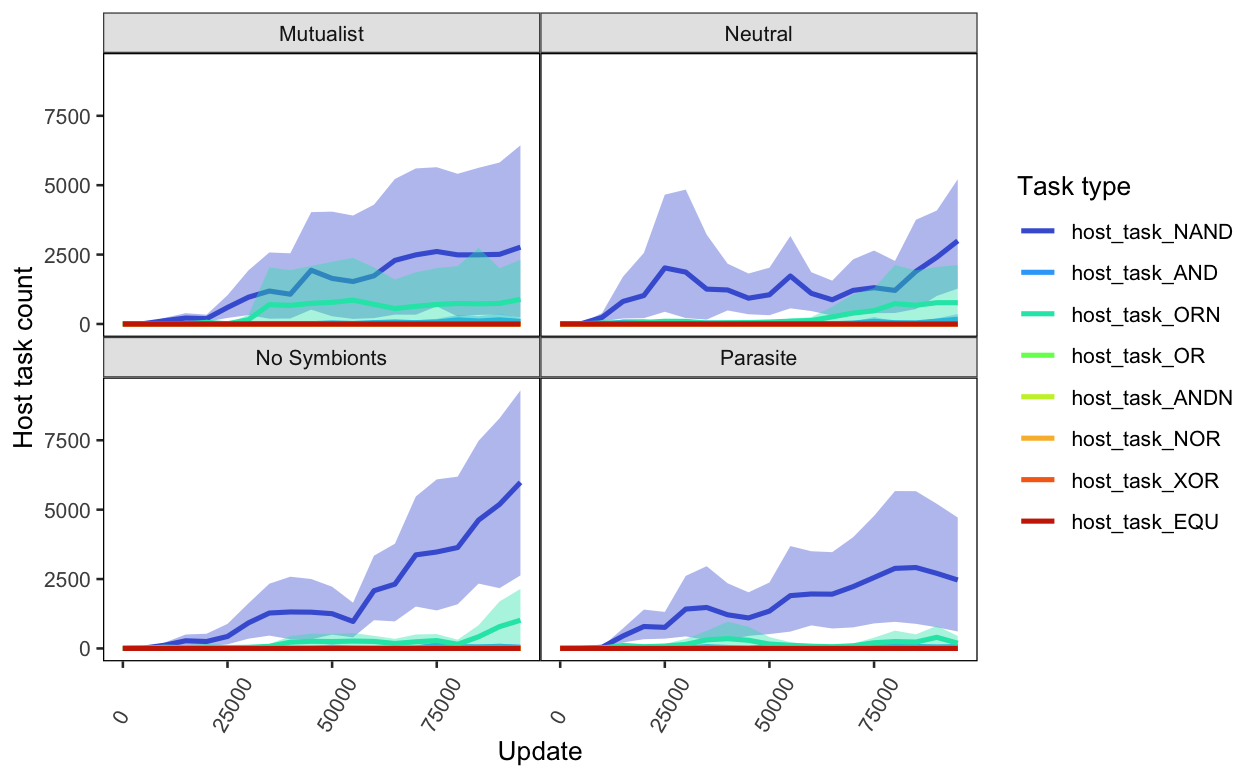 Mutualist
Neutral
7500
5000
2500
0
No Symbionts
Parasite
7500
5000
2500
0
0
25000
50000
75000
0
25000
50000
75000
Update
Host task count
Task type
host_task_NAND
host_task_AND
host_task_ORN
host_task_OR
host_task_ANDN
host_task_NOR
host_task_XOR
host_task_EQU